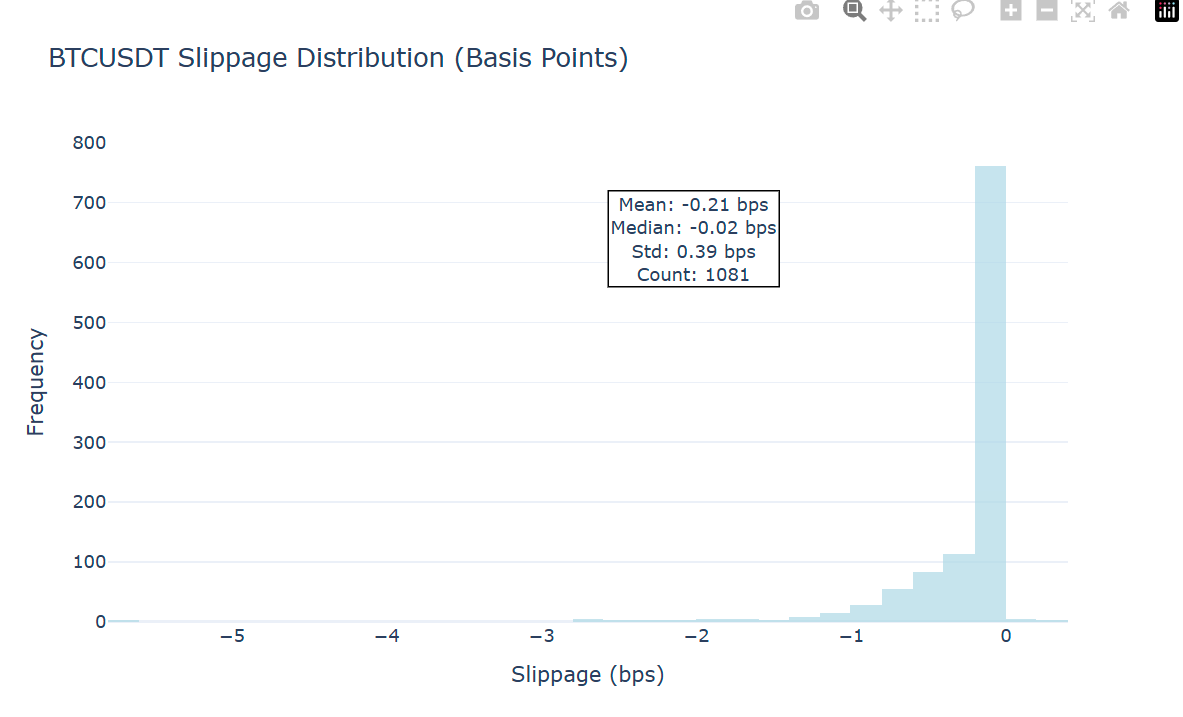 BTCUSDT Slippage Distribution (Basis Points)
800
700
600
500
400
300
200
100
0
Frequency
Mean: -0.21 bps
Median: -0.02 bps
Std: 0.39 bps
Count: 1081
−5
−4
−3
−2
−1
0
Slippage (bps)